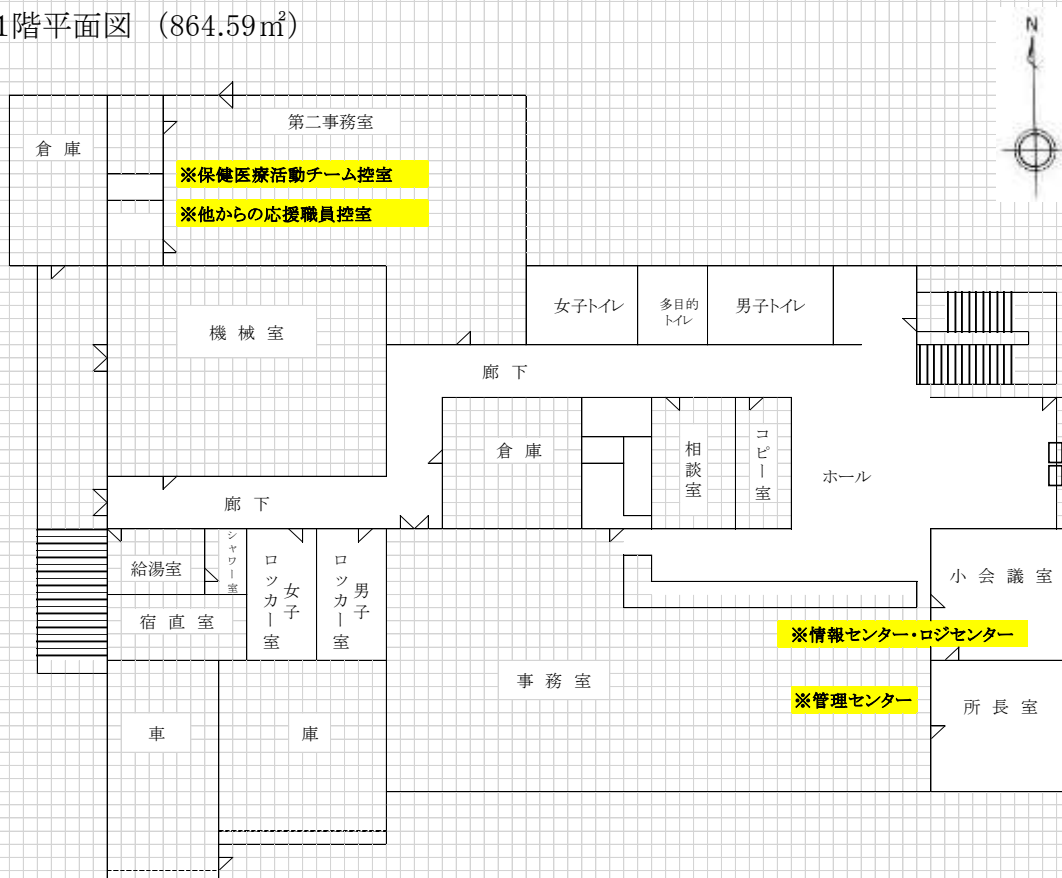 1階平面図 （864.59㎡）
N
第二事務室
倉 庫
※保健医療活動チーム控室
※他からの応援職員控室
女子トイレ
多目的
トイレ
男子トイレ
機 械 室
廊 下
倉 庫
相談室
コピー室
ホール
廊 下
給湯室
シャワー室
女子
ロッカー室
男子
ロッカー室
小 会 議 室
宿 直 室
※情報センター・ロジセンター
事 務 室
※管理センター
所 長 室
車
庫